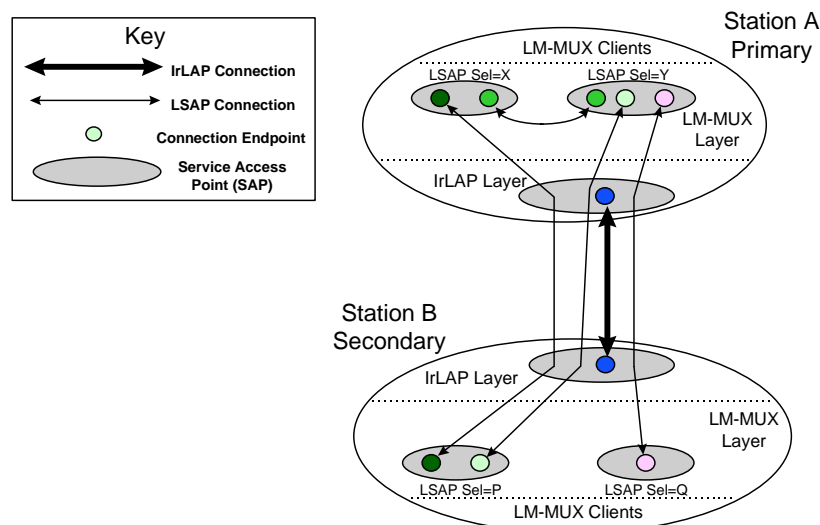 Key
IrLAP Connection
LSAP Connection
Connection Endpoint
Service Access
Point (SAP)
Station A
Primary
LM-MUX Clients
LSAP Sel=X
LSAP Sel=Y
LM-MUX
Layer
IrLAP Layer
Station B
Secondary
IrLAP Layer
LM-MUX
Layer
LSAP Sel=P
LSAP Sel=Q
LM-MUX Clients